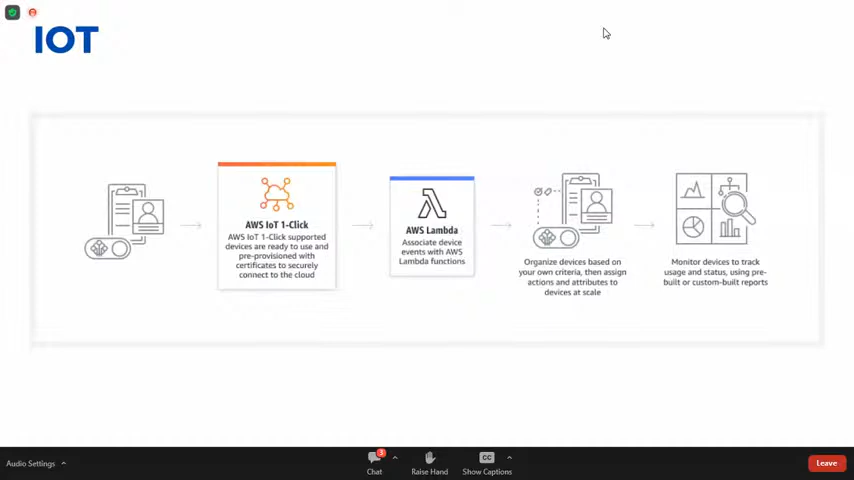 IOT
AWS IoT 1-Click
AWS IoT 1-Click supported
devices are ready to use and
pre-provisioned with
certificates to securely
connect to the cloud
AWS Lambda
Associate device
events with AWS
Lambda functions
Organize devices based on
your own criteria, then assign
actions and attributes to
devices at scale
Monitor devices to track
usage and status, using pre-
built or custom-built reports
Audio Settings
3
Chat
Raise Hand
CC
Show Captions
Leave